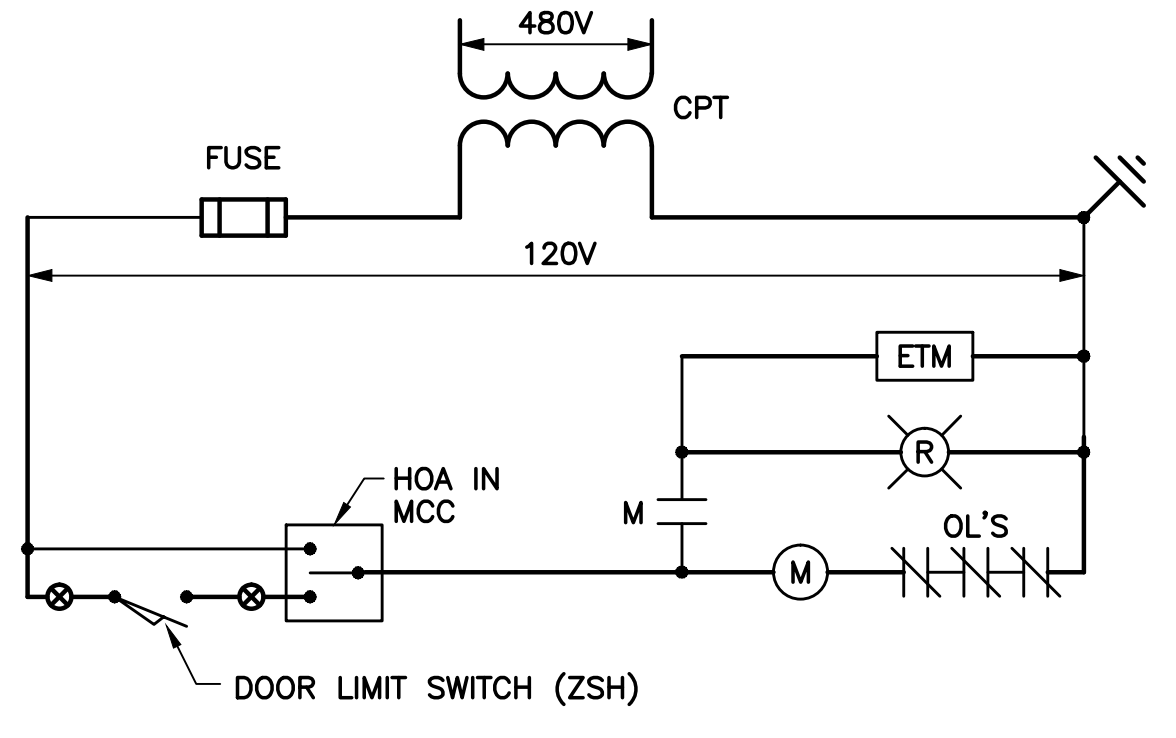 480V
CPT
FUSE
120V
ETM
R
HOA IN
MCC
M
OL'S
M
DOOR LIMIT SWITCH (ZSH)